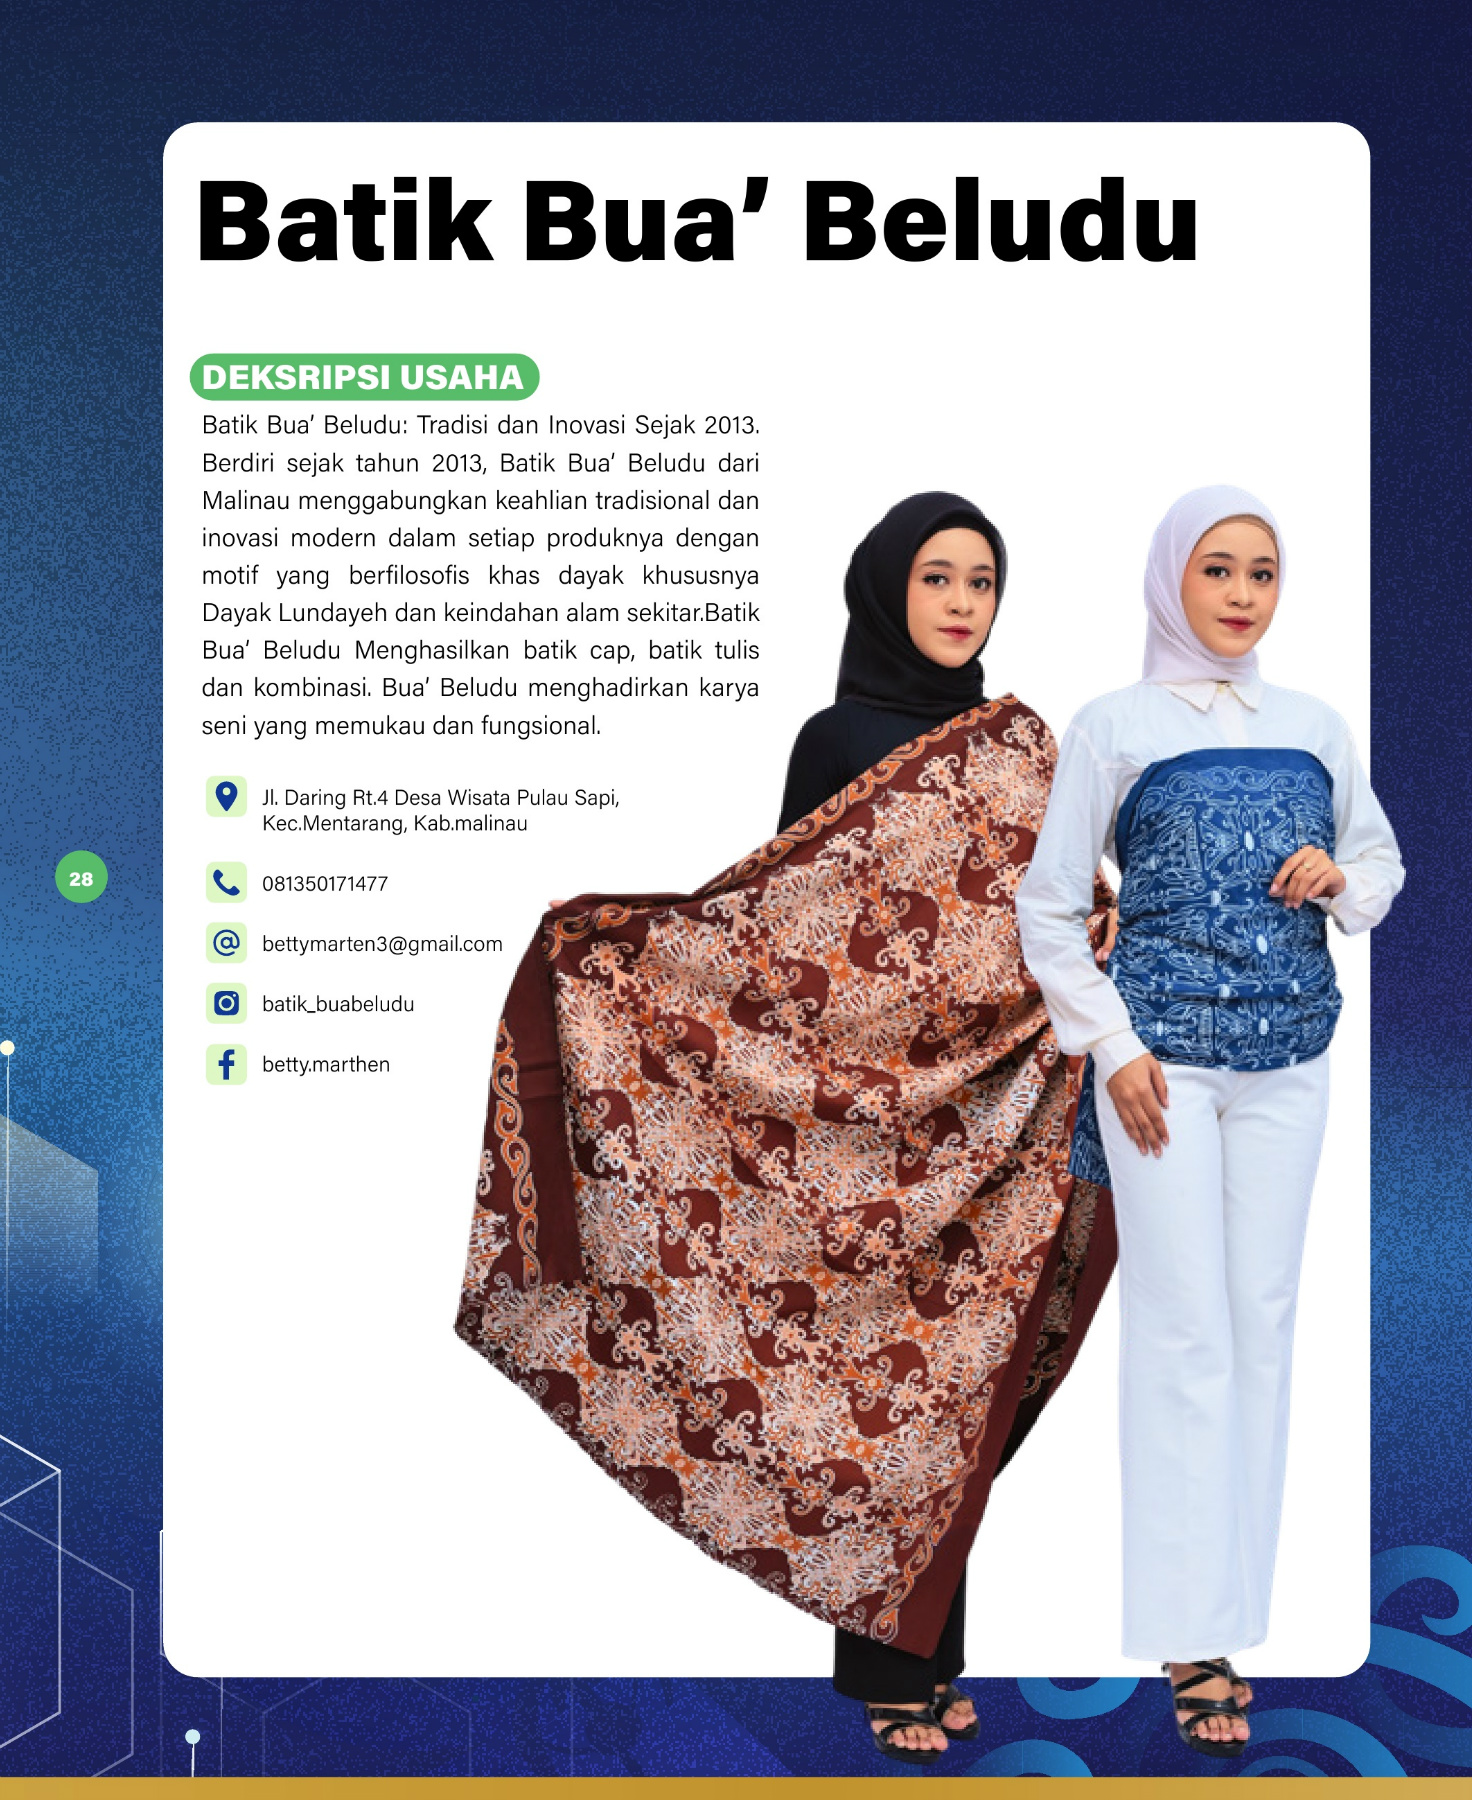 Batik Bua’ Beludu
DEKSRIPSI USAHA
Batik Bua’ Beludu: Tradisi dan Inovasi Sejak 2013.
Berdiri sejak tahun 2013, Batik Bua’ Beludu dari
Malinau menggabungkan keahlian tradisional dan
inovasi modern dalam setiap produknya dengan
motif yang berfilosofis khas dayak khususnya
Dayak Lundayeh dan keindahan alam sekitar.Batik
Bua’ Beludu Menghasilkan batik cap, batik tulis
dan kombinasi. Bua’ Beludu menghadirkan karya
seni yang memukau dan fungsional.
Jl. Daring Rt.4 Desa Wisata Pulau Sapi,
Kec.Mentarang, Kab.malinau
081350171477
bettymarten3@gmail.com
batik_buabeludu
betty.marthen
28